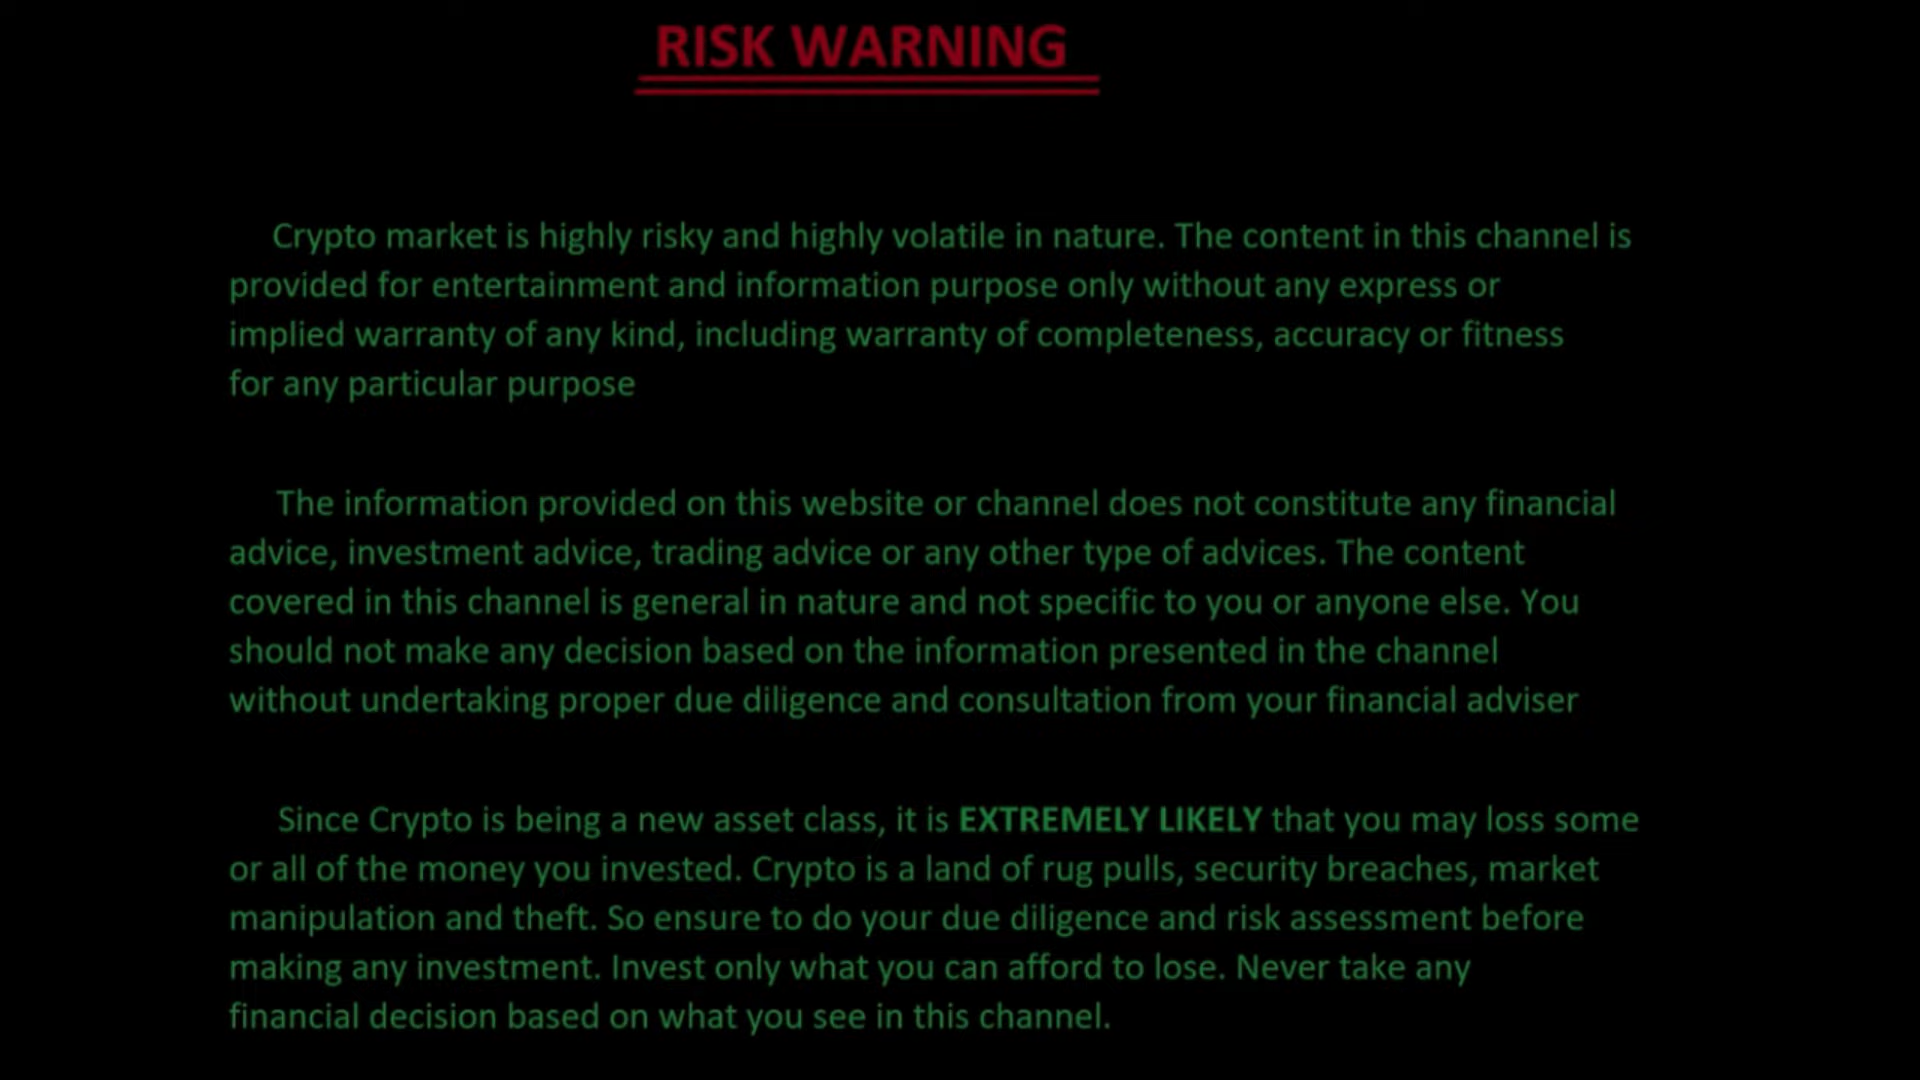 RISK WARNING
Crypto market is highly risky and highly volatile in nature. The content in this channel is
provided for entertainment and information purpose only without any express or
implied warranty of any kind, including warranty of completeness, accuracy or fitness
for any particular purpose
The information provided on this website or channel does not constitute any financial
advice, investment advice, trading advice or any other type of advices. The content
covered in this channel is general in nature and not specific to you or anyone else. You
should not make any decision based on the information presented in the channel
without undertaking proper due diligence and consultation from your financial adviser
Since Crypto is being a new asset class, it is EXTREMELY LIKELY that you may loss some
or all of the money you invested. Crypto is a land of rug pulls, security breaches, market
manipulation and theft. So ensure to do your due diligence and risk assessment before
making any investment. Invest only what you can afford to lose. Never take any
financial decision based on what you see in this channel.